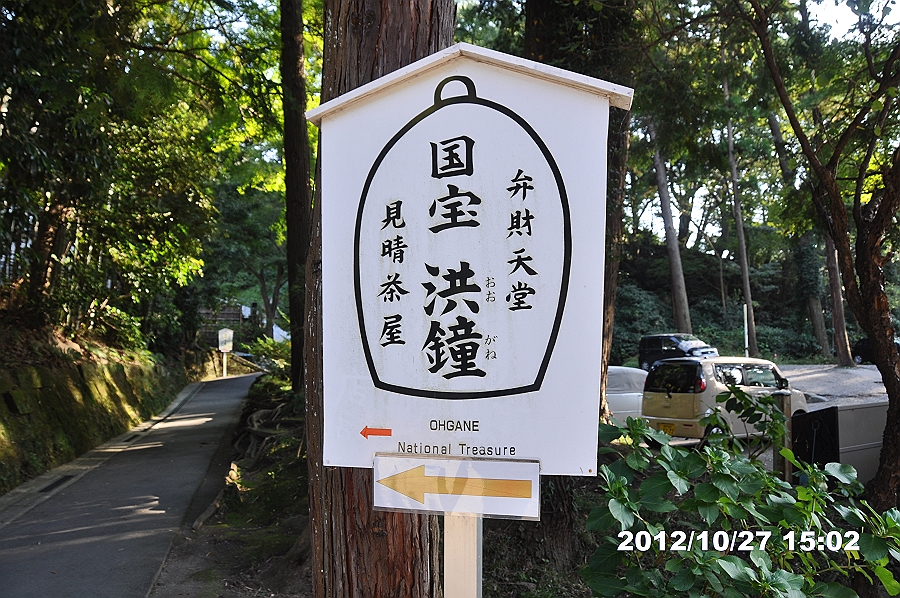 弁財天堂
国宝 洪鐘
おお がね
見晴茶屋
OHGANE
National Treasure
2012/10/27 15:02